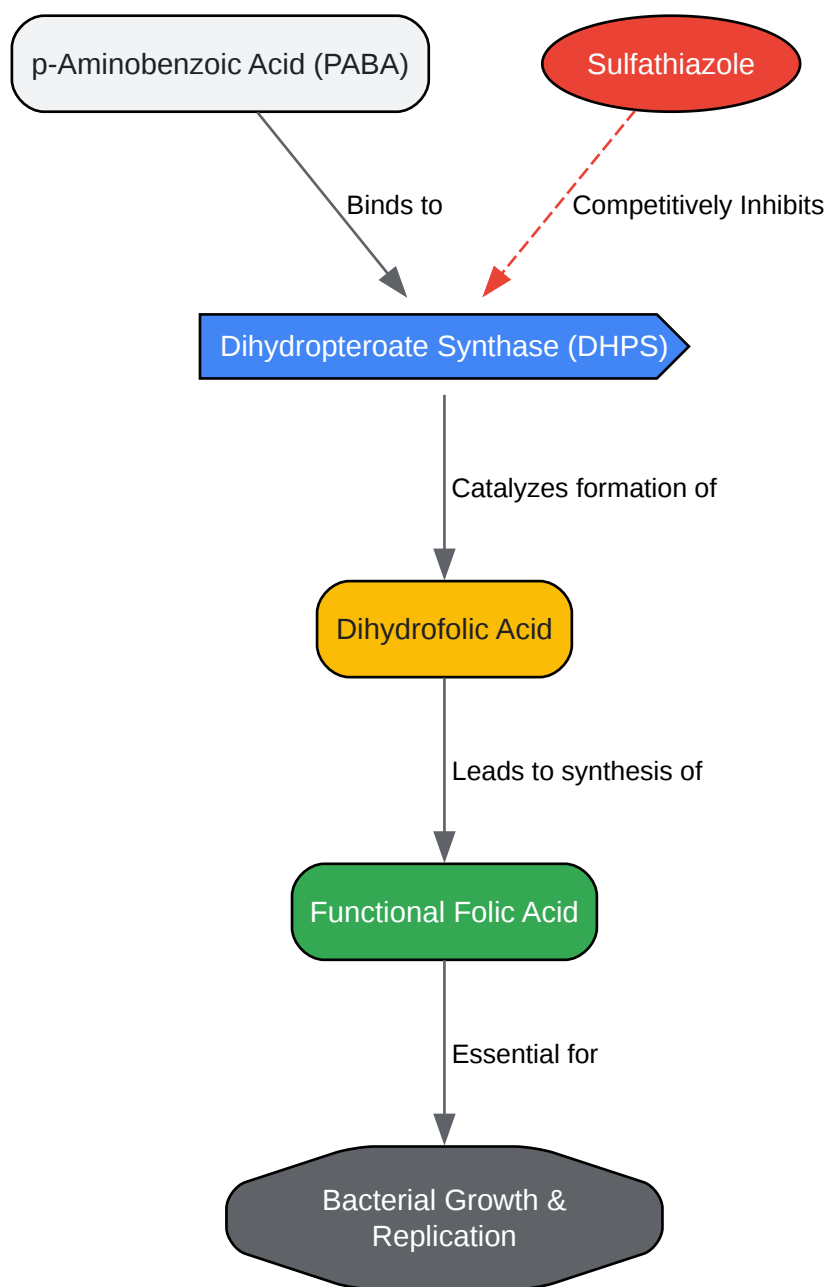 p-Aminobenzoic Acid (PABA)
Sulfathiazole
Binds to
Competitively Inhibits
Dihydropteroate Synthase (DHPS)
Catalyzes formation of
Dihydrofolic Acid
Leads to synthesis of
Functional Folic Acid
Essential for
Bacterial Growth &
Replication